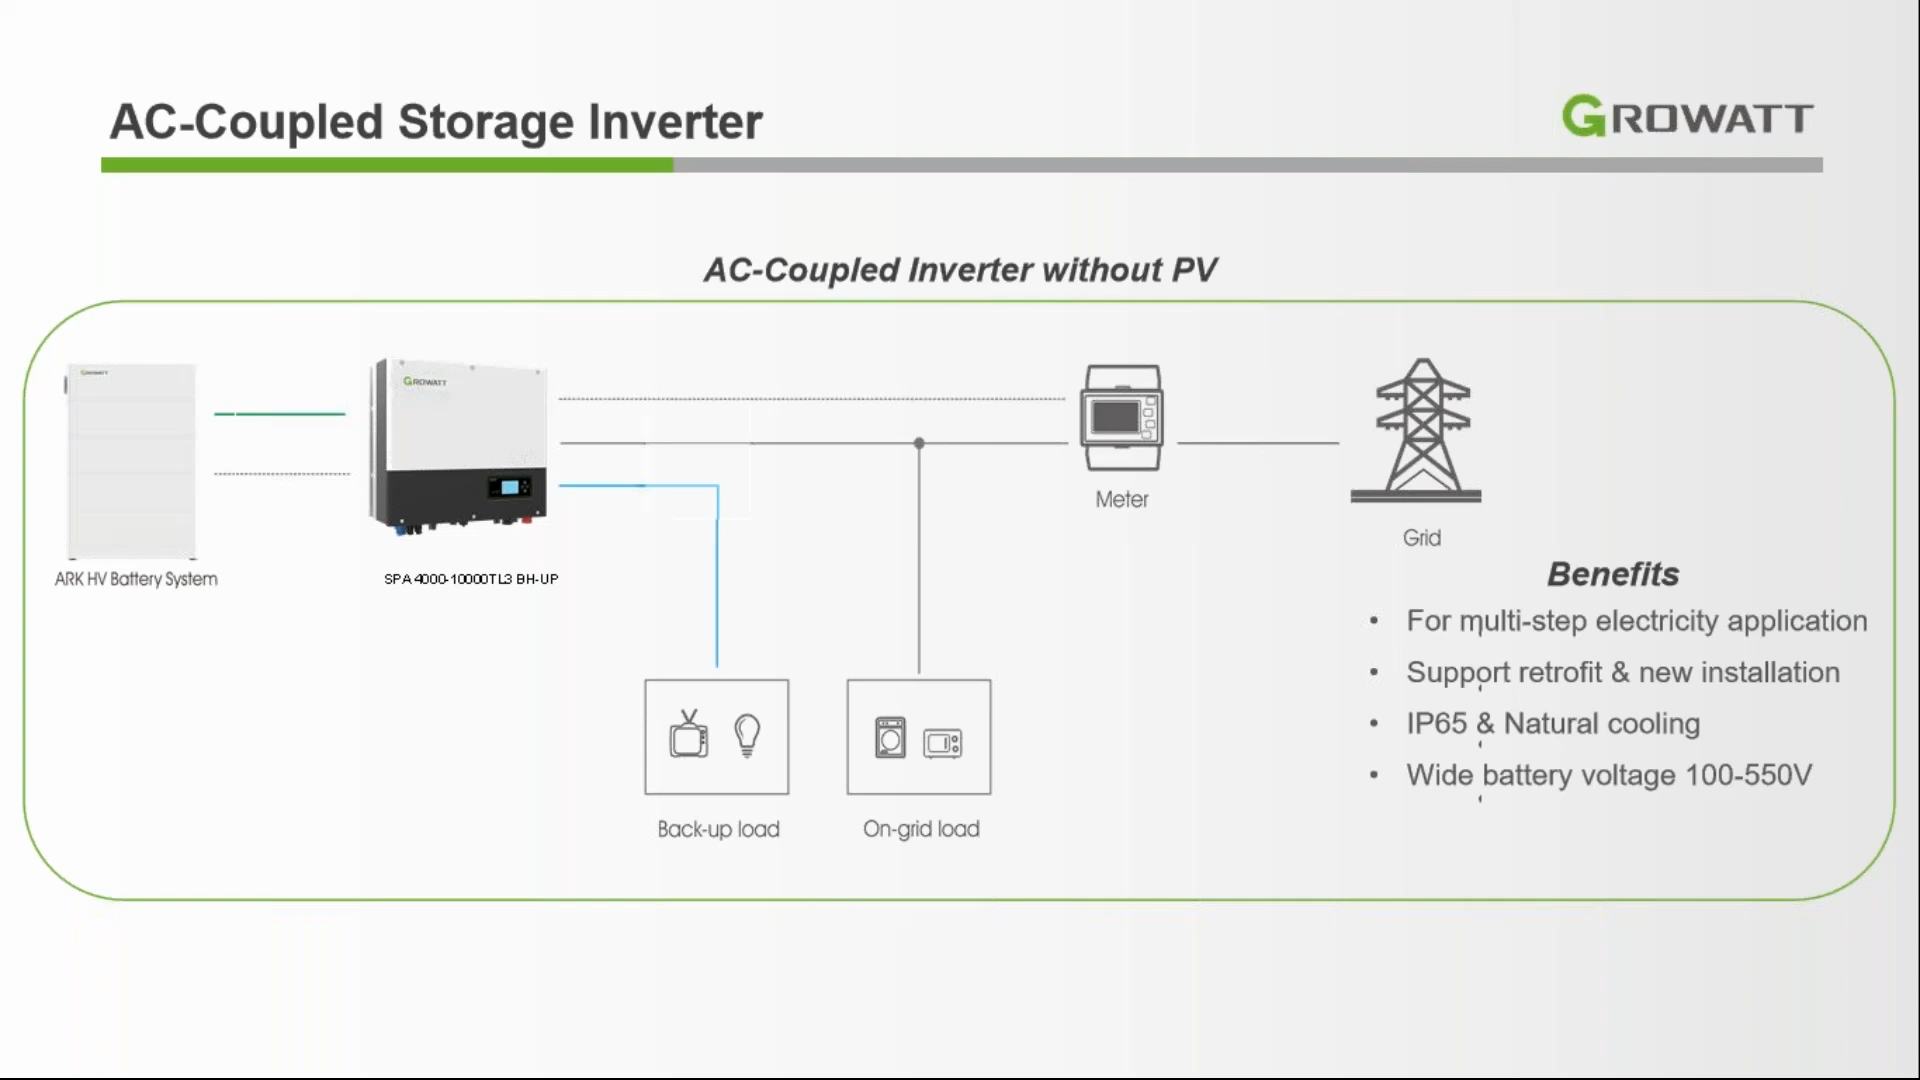 AC-Coupled Storage Inverter
GROWATT
AC-Coupled Inverter without PV
GROWATT
GROWATT
Meter
Grid
ARK HV Battery System
SPA 4000-10000TL3 BH-UP
Benefits
• For multi-step electricity application
• Support retrofit & new installation
• IP65 & Natural cooling
• Wide battery voltage 100-550V
Back-up load
On-grid load